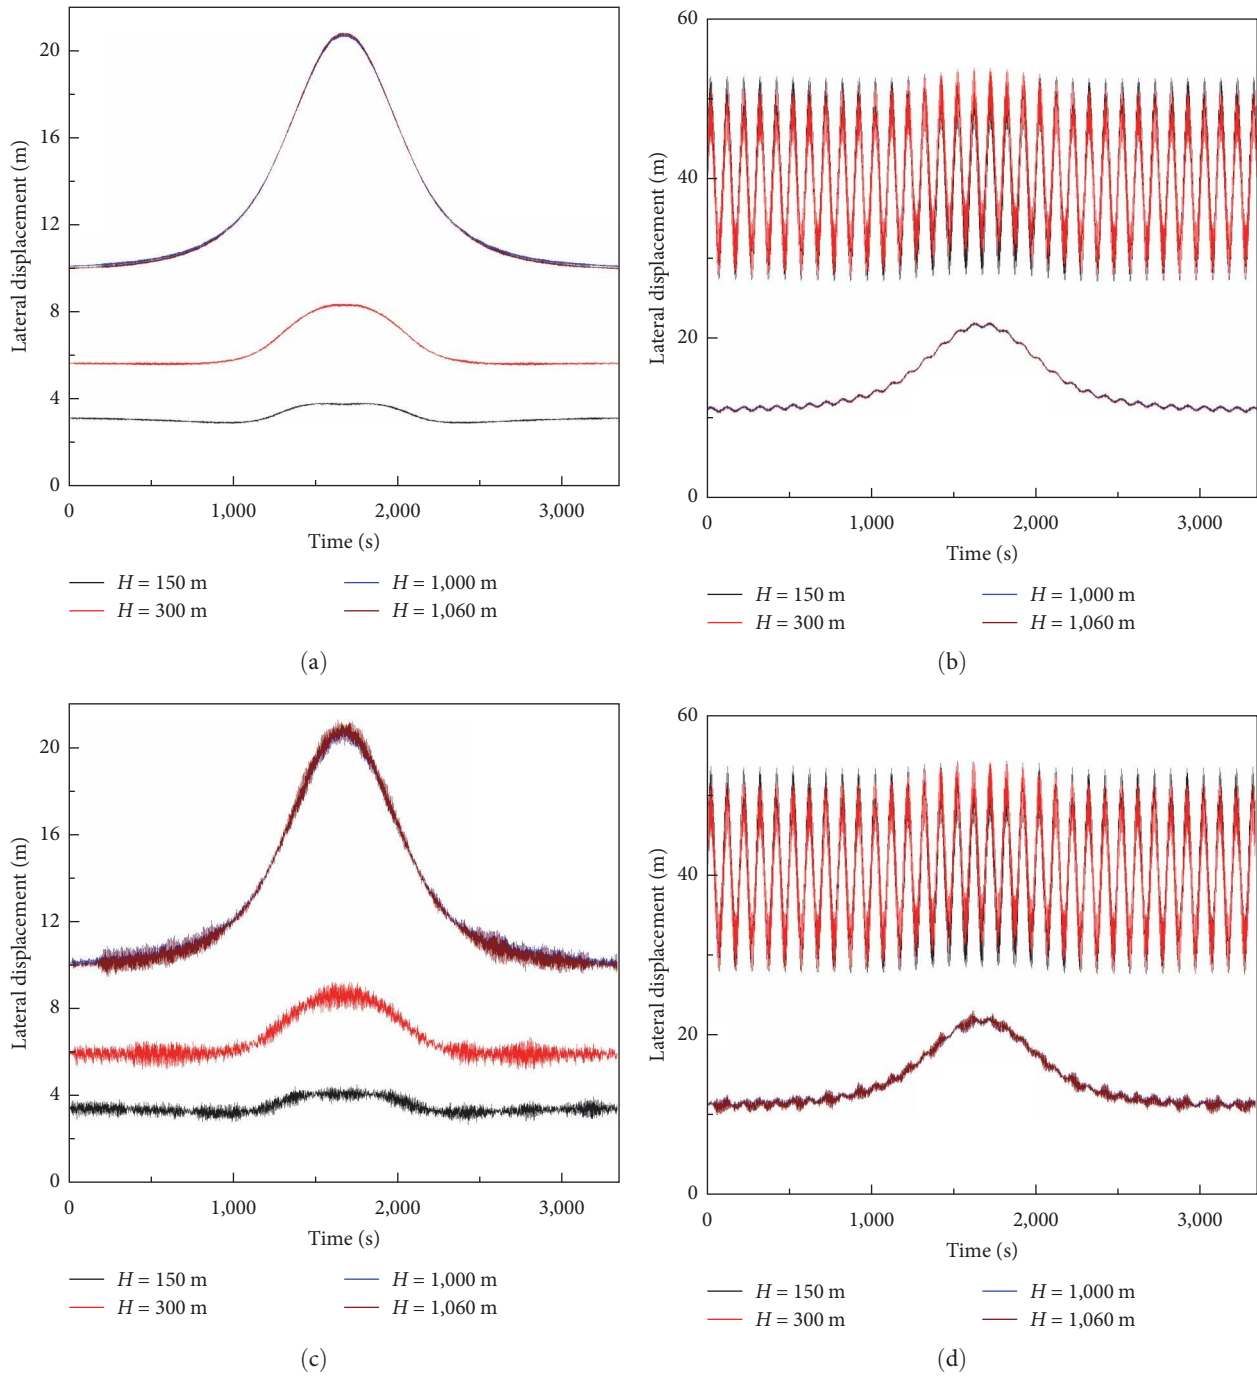 Lateral displacement (m)
20
16
12
8
4
0
0 1,000 2,000 3,000
Time (s)
H = 150 m H = 1,000 m
H = 300 m H = 1,060 m
(a)
Lateral displacement (m)
60
40
20
0
0 1,000 2,000 3,000
Time (s)
H = 150 m H = 1,000 m
H = 300 m H = 1,060 m
(b)
Lateral displacement (m)
20
16
12
8
4
0
0 1,000 2,000 3,000
Time (s)
H = 150 m H = 1,000 m
H = 300 m H = 1,060 m
(c)
Lateral displacement (m)
60
40
20
0
0 1,000 2,000 3,000
Time (s)
H = 150 m H = 1,000 m
H = 300 m H = 1,060 m
(d)